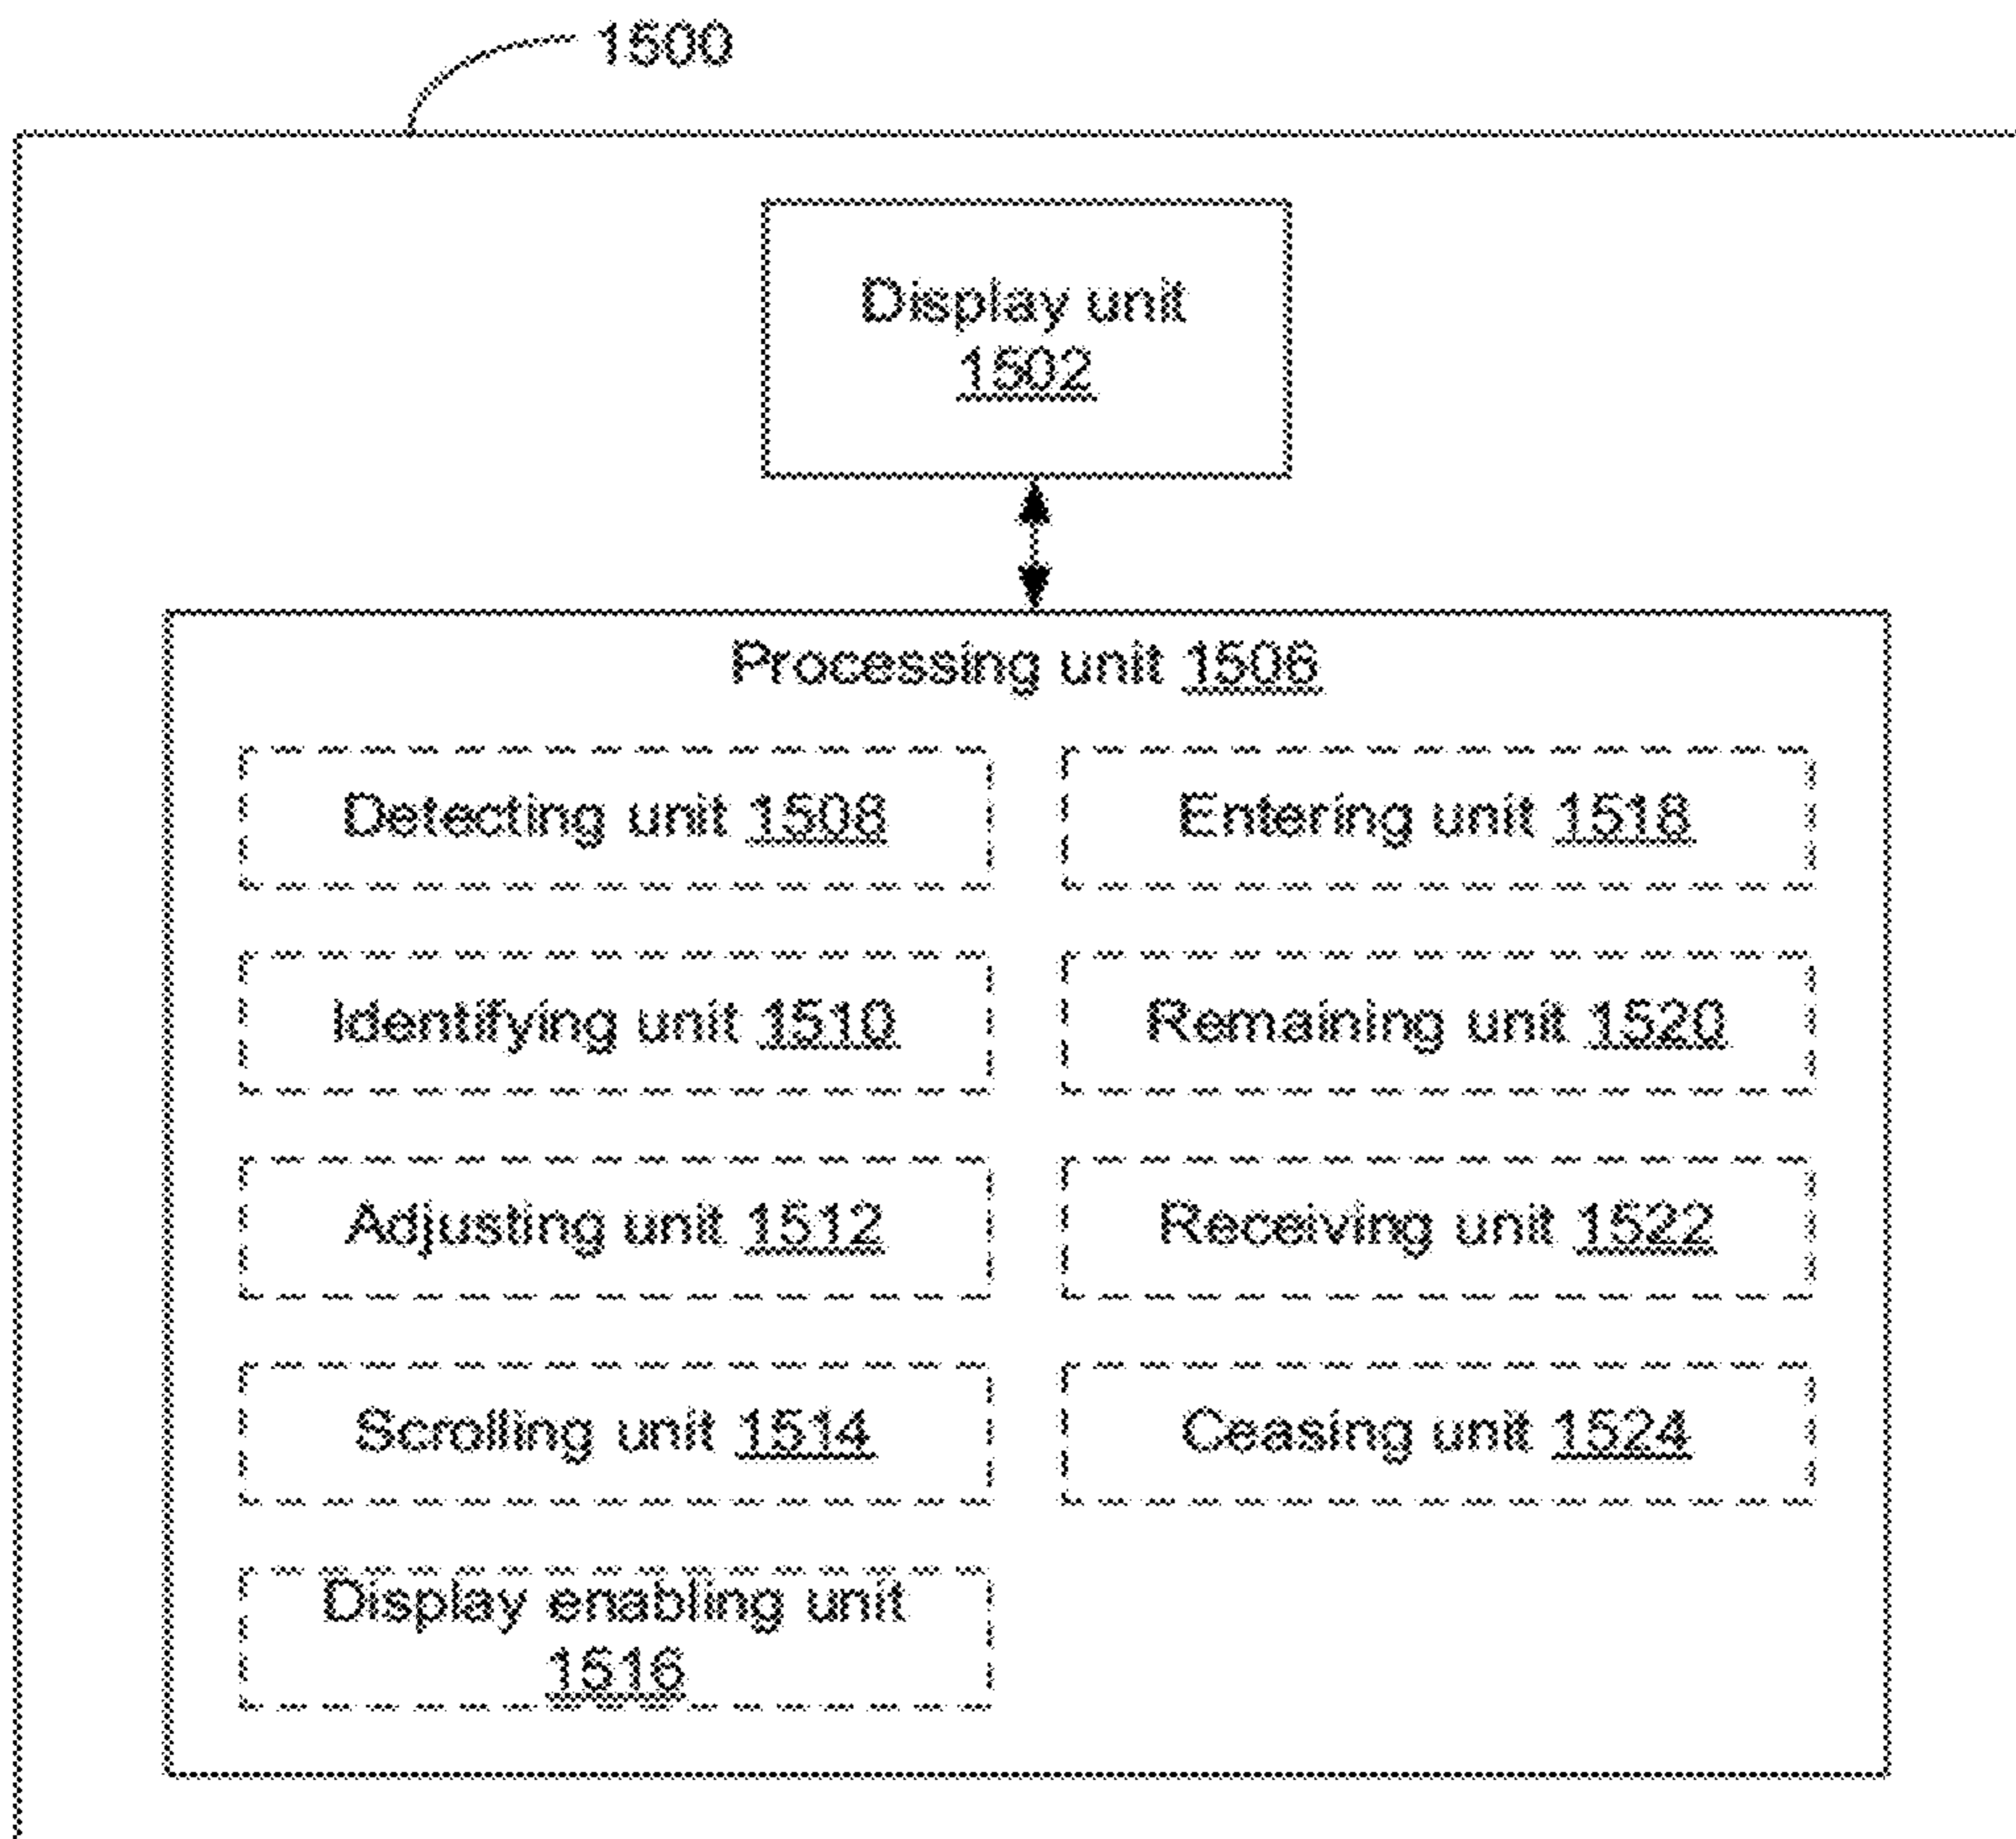 1500
Display unit
1502
Processing unit 1506
Detecting unit 1508
Entering unit 1518
Identifying unit 1510
Remaining unit 1520
Adjusting unit 1512
Receiving unit 1522
Scrolling unit 1514
Ceasing unit 1524
Display enabling unit
1516